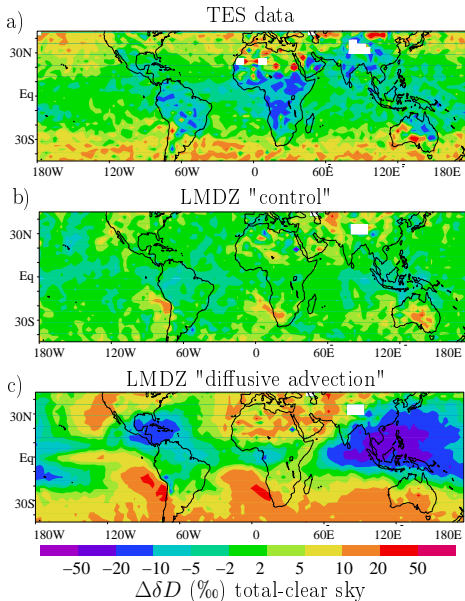 TES data
a)
30N
Eq
30S
180W 120W 60W 0 60E 120E 180E
LMDZ "control"
b)
30N
Eq
30S
180W 120W 60W 0 60E 120E 180E
LMDZ "diffusive advection"
c)
30N
Eq
30S
180W 120W 60W 0 60E 120E 180E
−50 −20 −10 −5 −2 2 5 10 20 50
ΔδD (‰) total-clear sky